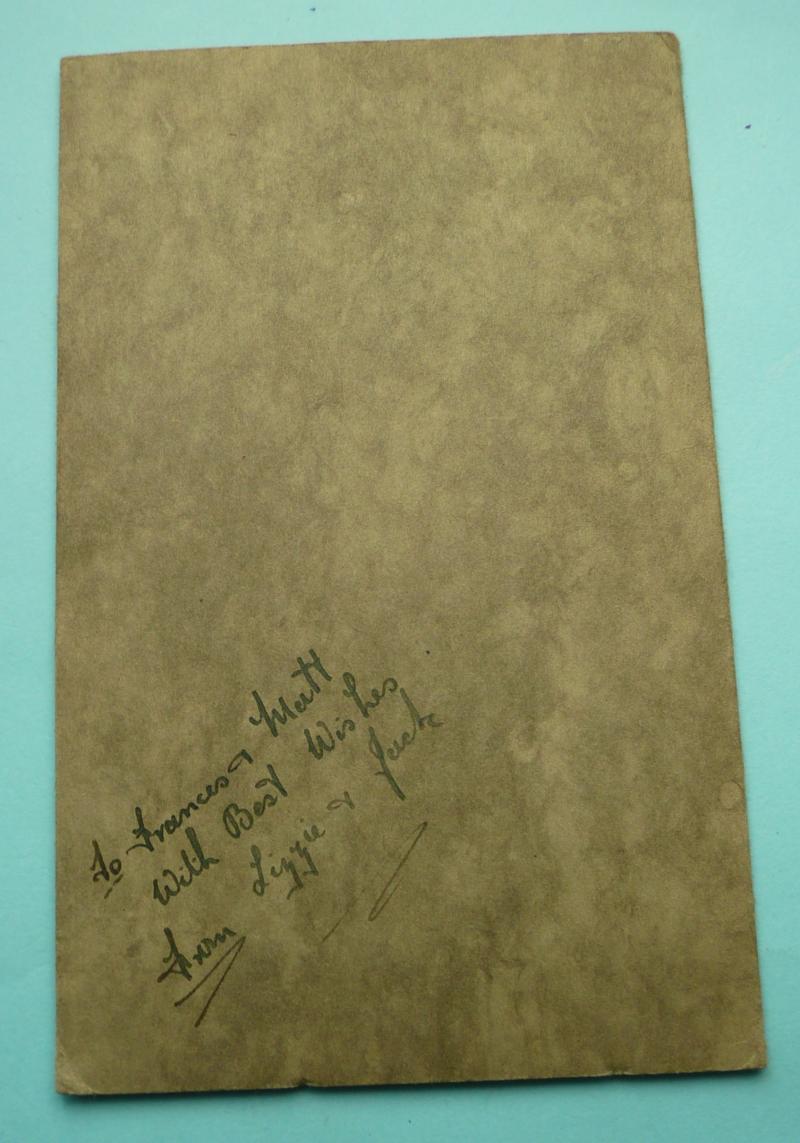 To Frances & Matt
With Best Wishes
From Lizzie & Jack